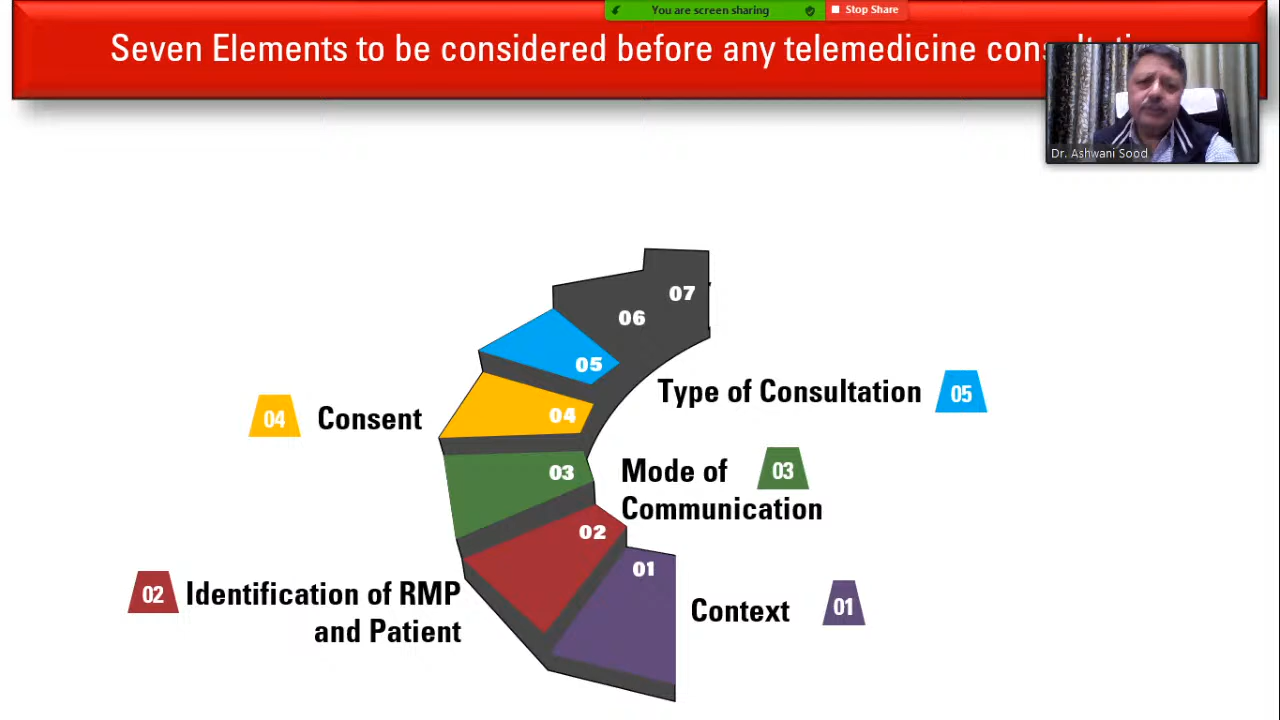 You are screen sharing
Stop Share
Seven Elements to be considered before any telemedicine
Dr. Ashwani Sood
07
06
05
04
03
02
01
Type of Consultation
05
04
Consent
Mode of
03
Communication
02
Identification of RMP
and Patient
Context
01